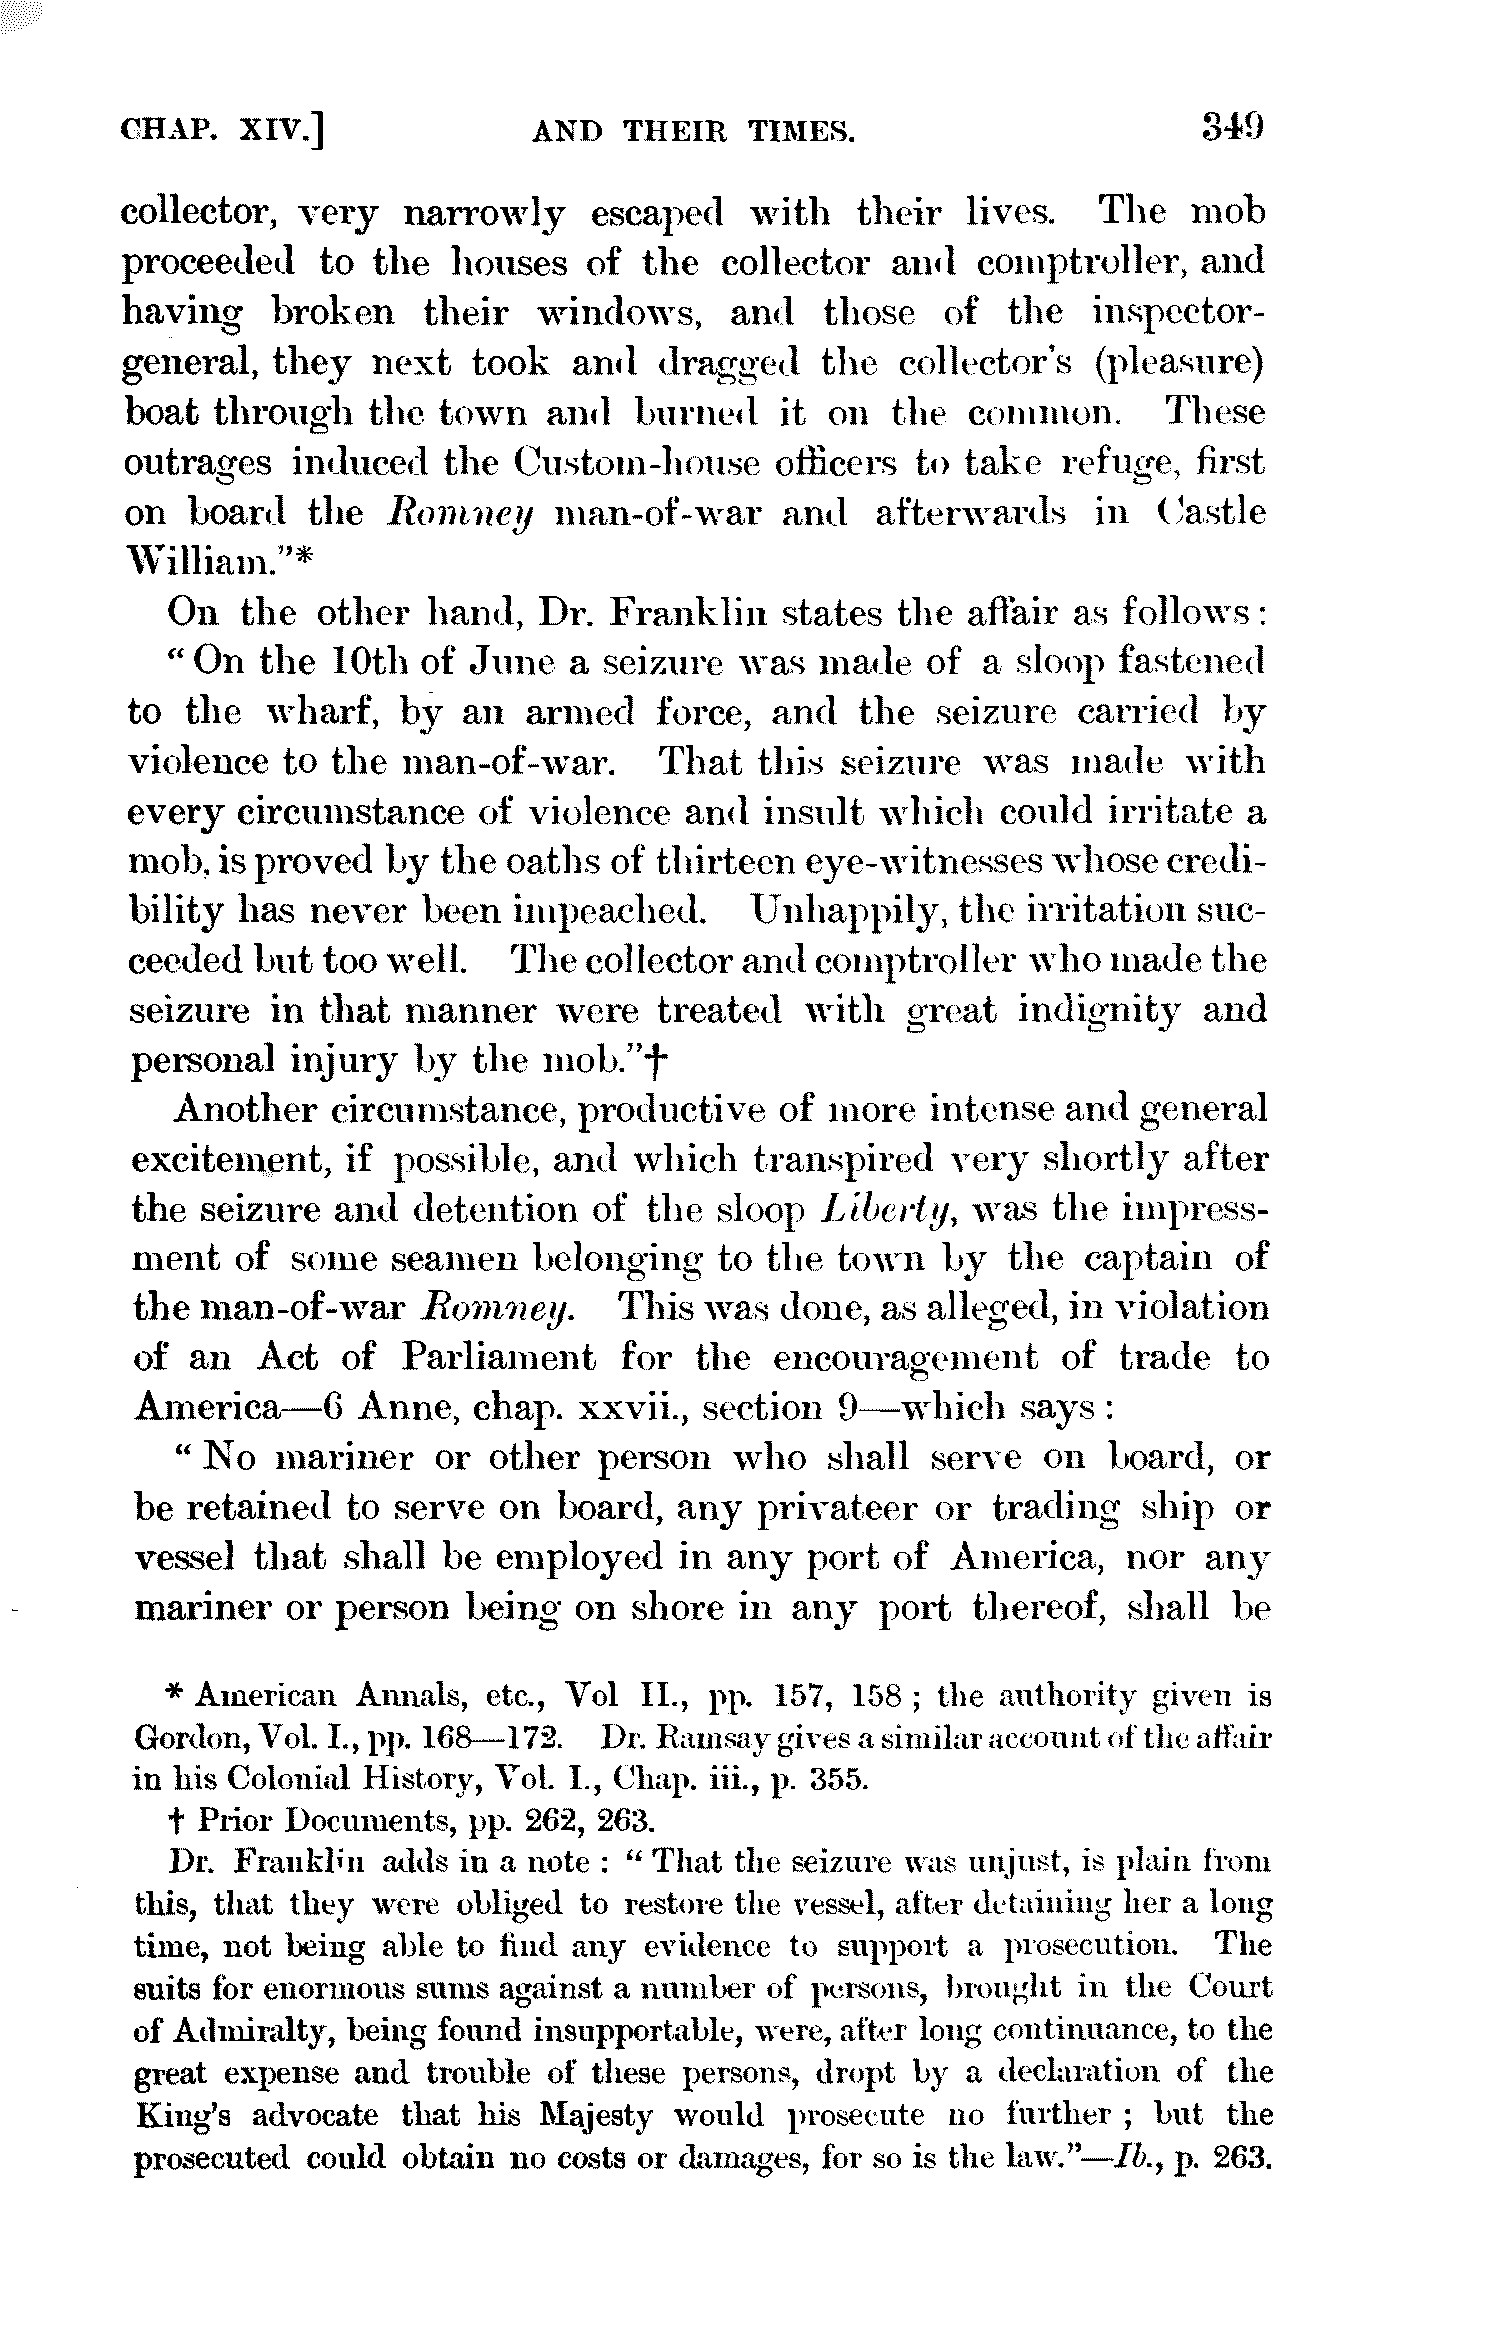 CHAP. XIV.] AND THEIR TIMES. 349
collector, very narrowly escaped with their lives. The mob
proceeded to the houses of the collector and comptroller, and
having broken their windows, and those of the inspector-
general, they next took and dragged the collector's (pleasure)
boat through the town and burned it on the common. These
outrages induced the Custom-house officers to take refuge, first
on board the Romney man-of-war and afterwards in Castle
William."*
On the other hand, Dr. Franklin states the affair as follows:
"On the 10th of June a seizure was made of a sloop fastened
to the wharf, by an armed force, and the seizure carried by
violence to the man-of-war. That this seizure was made with
every circumstance of violence and insult which could irritate a
mob, is proved by the oaths of thirteen eye-witnesses whose credi-
bility has never been impeached. Unhappily, the irritation suc-
ceeded but too well. The collector and comptroller who made the
seizure in that manner were treated with great indignity and
personal injury by the mob."†
Another circumstance, productive of more intense and general
excitement, if possible, and which transpired very shortly after
the seizure and detention of the sloop Liberty, was the impress-
ment of some seamen belonging to the town by the captain of
the man-of-war Romney. This was done, as alleged, in violation
of an Act of Parliament for the encouragement of trade to
America—6 Anne, chap. xxvii., section 9—which says:
"No mariner or other person who shall serve on board, or
be retained to serve on board, any privateer or trading ship or
vessel that shall be employed in any port of America, nor any
mariner or person being on shore in any port thereof, shall be
* American Annals, etc., Vol II., pp. 157, 158; the authority given is
Gordon, Vol. I., pp. 168—172. Dr. Ramsay gives a similar account of the affair
in his Colonial History, Vol. I., Chap. iii., p. 355.
† Prior Documents, pp. 262, 263.
Dr. Franklin adds in a note: "That the seizure was unjust, is plain from
this, that they were obliged to restore the vessel, after detaining her a long
time, not being able to find any evidence to support a prosecution. The
suits for enormous sums against a number of persons, brought in the Court
of Admiralty, being found insupportable, were, after long continuance, to the
great expense and trouble of these persons, dropt by a declaration of the
King's advocate that his Majesty would prosecute no further; but the
prosecuted could obtain no costs or damages, for so is the law."—Ib., p. 263.